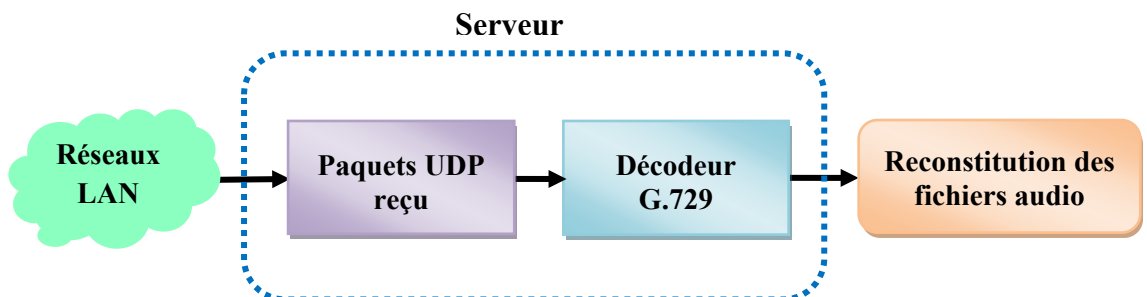 Serveur
Réseaux
LAN
Paquets UDP
reçu
Décodeur
G.729
Reconstitution des
fichiers audio